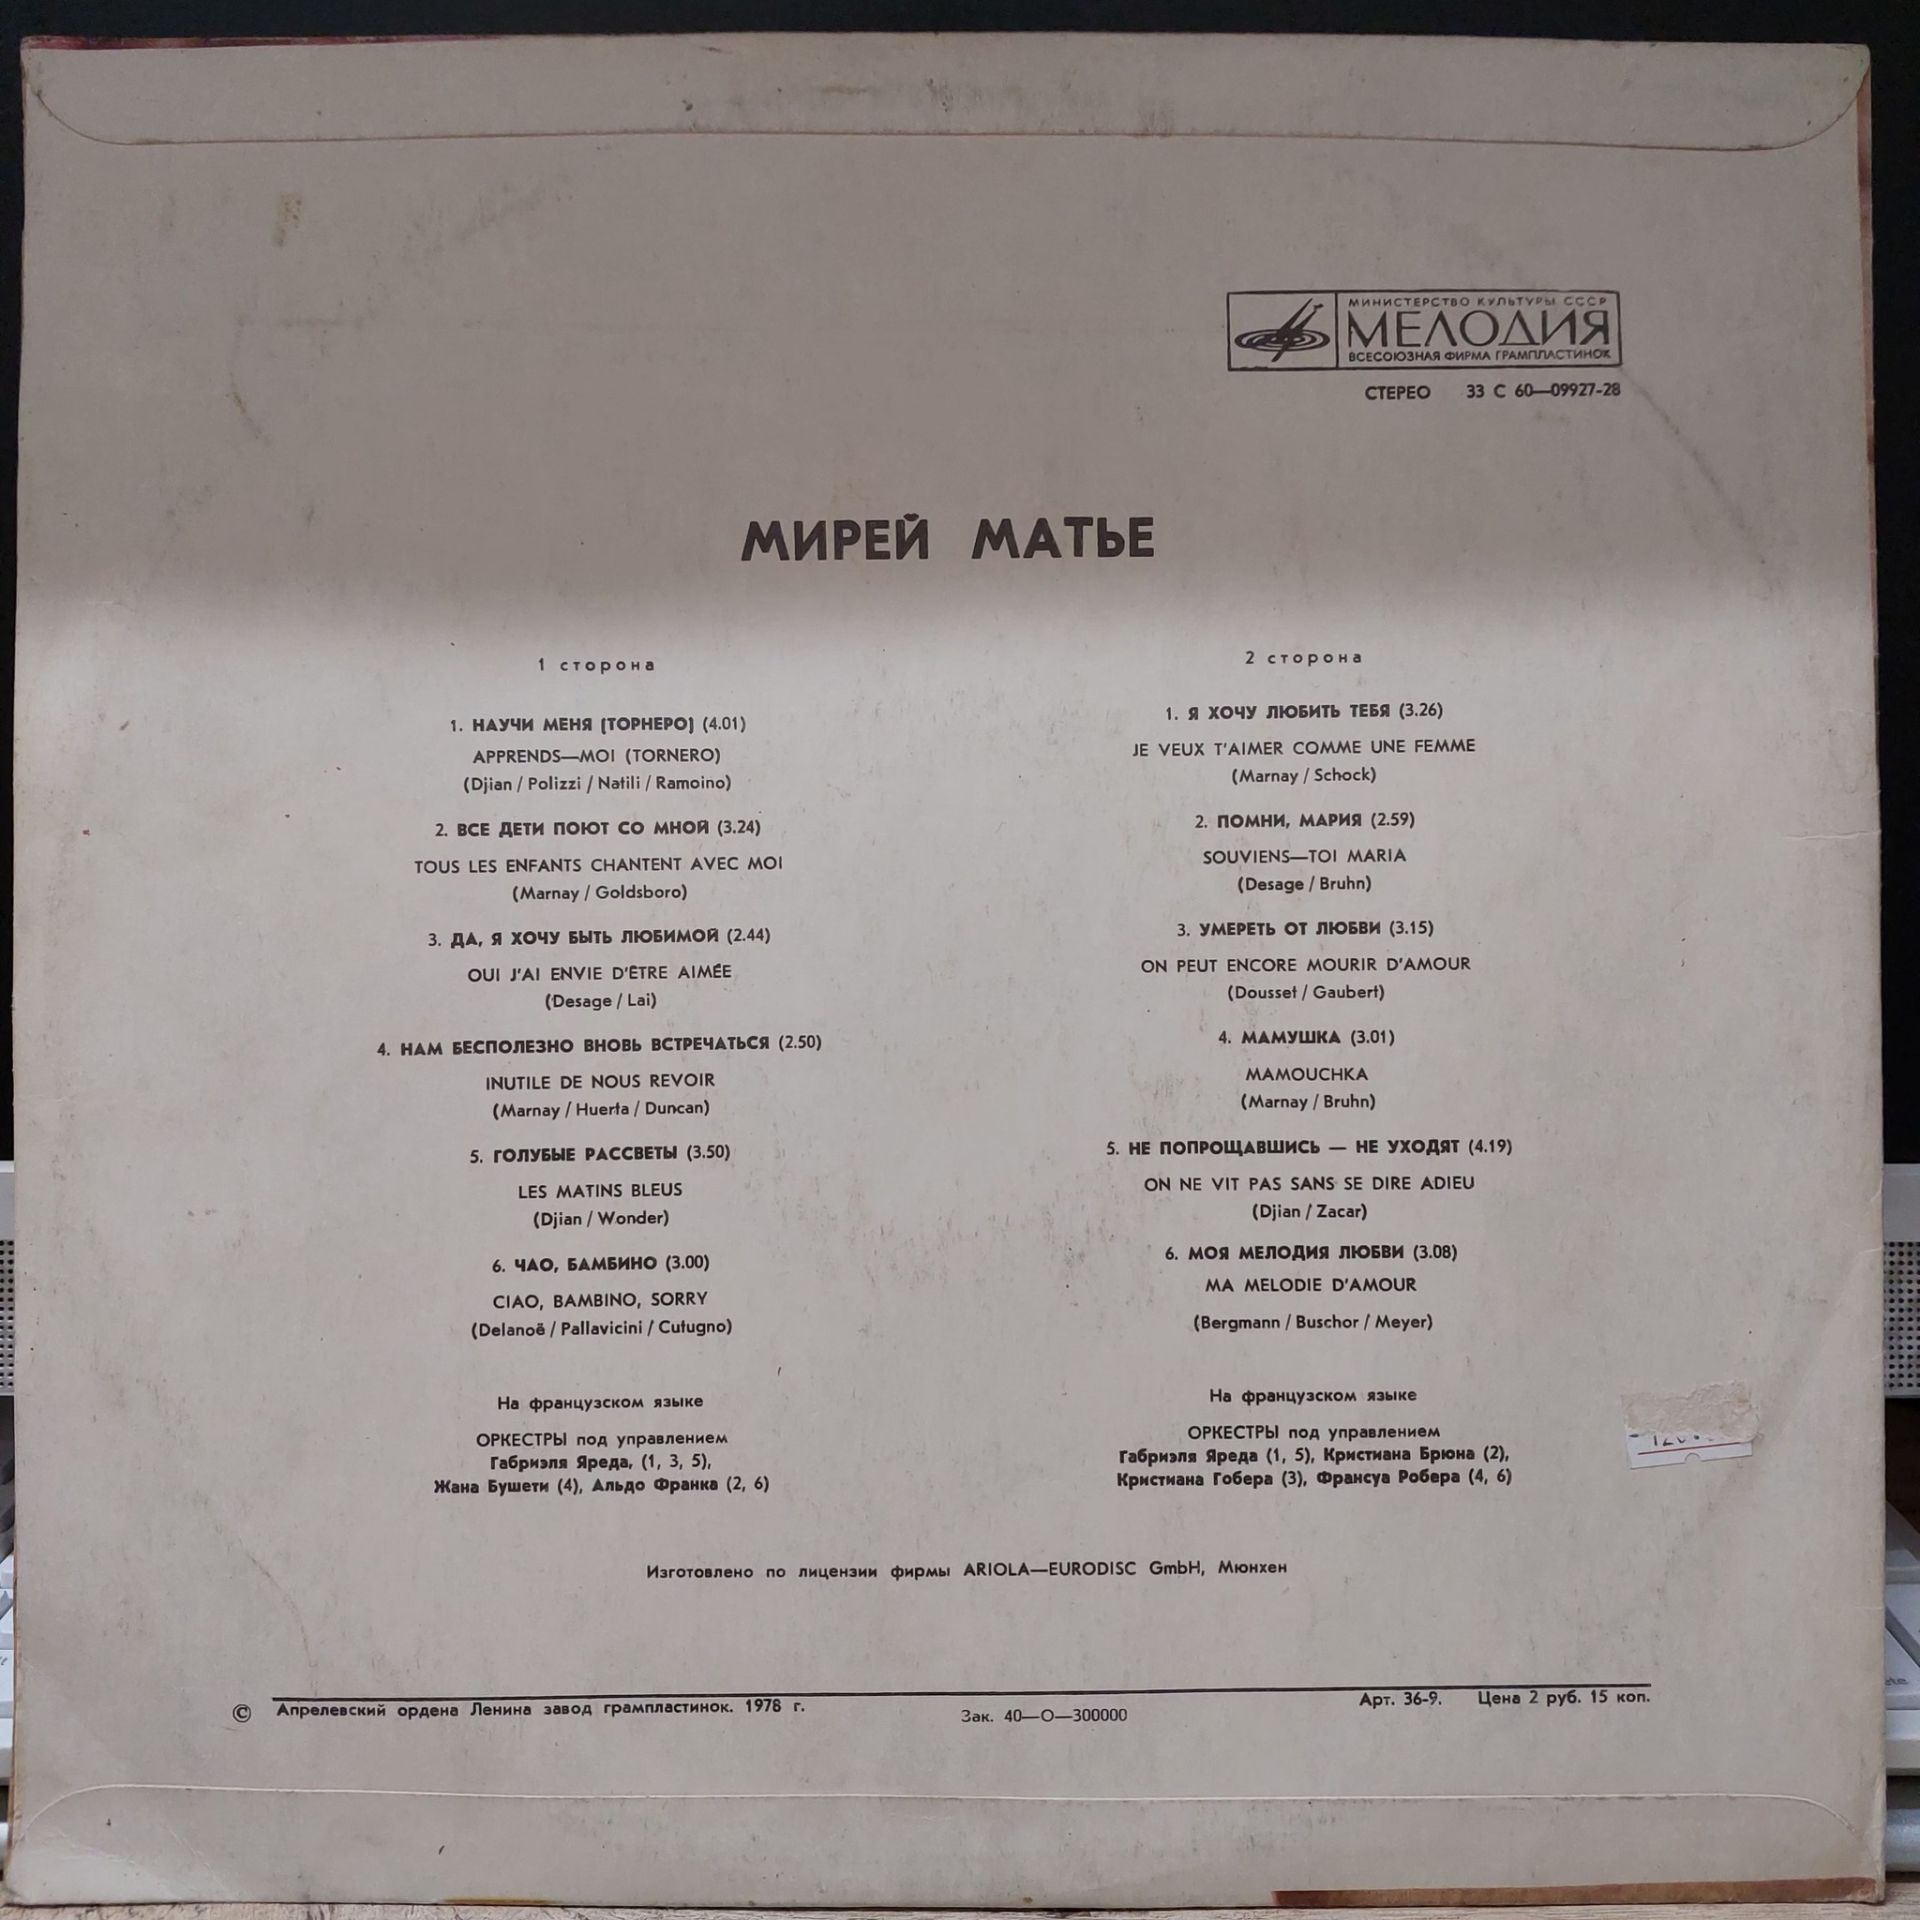 МИНИСТЕРСТВО КУЛЬТУРЫ СССР
МЕЛОДИЯ
ВСЕСОЮЗНАЯ ФИРМА ГРАМПЛАСТИНОК
СТЕРЕО 33 С 60—09927-28
МИРЕЙ МАТЬЕ
1 сторона
1. НАУЧИ МЕНЯ (ТОРНЕРО) (4.01)
APPRENDS—MOI (TORNERO)
(Djian / Polizzi / Natili / Ramoino)
2. ВСЕ ДЕТИ ПОЮТ СО МНОЙ (3.24)
TOUS LES ENFANTS CHANTENT AVEC MOI
(Marnay / Goldsboro)
3. ДА, Я ХОЧУ БЫТЬ ЛЮБИМОЙ (2.44)
OUI J'AI ENVIE D'ÊTRE AIMÉE
(Desage / Lai)
4. НАМ БЕСПОЛЕЗНО ВНОВЬ ВСТРЕЧАТЬСЯ (2.50)
INUTILE DE NOUS REVOIR
(Marnay / Huerta / Duncan)
5. ГОЛУБЫЕ РАССВЕТЫ (3.50)
LES MATINS BLEUS
(Djian / Wonder)
6. ЧАО, БАМБИНО (3.00)
CIAO, BAMBINO, SORRY
(Delanoë / Pallavicini / Cutugno)
На французском языке
ОРКЕСТРЫ под управлением
Габриэля Яреда, (1, 3, 5),
Жана Бушети (4), Альдо Франка (2, 6)
2 сторона
1. Я ХОЧУ ЛЮБИТЬ ТЕБЯ (3.26)
JE VEUX T'AIMER COMME UNE FEMME
(Marnay / Schock)
2. ПОМНИ, МАРИЯ (2.59)
SOUVIENS—TOI MARIA
(Desage / Bruhn)
3. УМЕРЕТЬ ОТ ЛЮБВИ (3.15)
ON PEUT ENCORE MOURIR D'AMOUR
(Dousset / Gaubert)
4. МАМУШКА (3.01)
MAMOUCHKA
(Marnay / Bruhn)
5. НЕ ПОПРОЩАВШИСЬ — НЕ УХОДЯТ (4.19)
ON NE VIT PAS SANS SE DIRE ADIEU
(Djian / Zacar)
6. МОЯ МЕЛОДИЯ ЛЮБВИ (3.08)
MA MELODIE D'AMOUR
(Bergmann / Buschor / Meyer)
На французском языке
ОРКЕСТРЫ под управлением
Габриэля Яреда (1, 5), Кристиана Брюна (2),
Кристиана Гобера (3), Франсуа Робера (4, 6)
Изготовлено по лицензии фирмы ARIOLA—EURODISC GmbH, Мюнхен
© Апрелевский ордена Ленина завод грампластинок. 1978 г.
Зак. 40—О—300000
Арт. 36-9. Цена 2 руб. 15 коп.